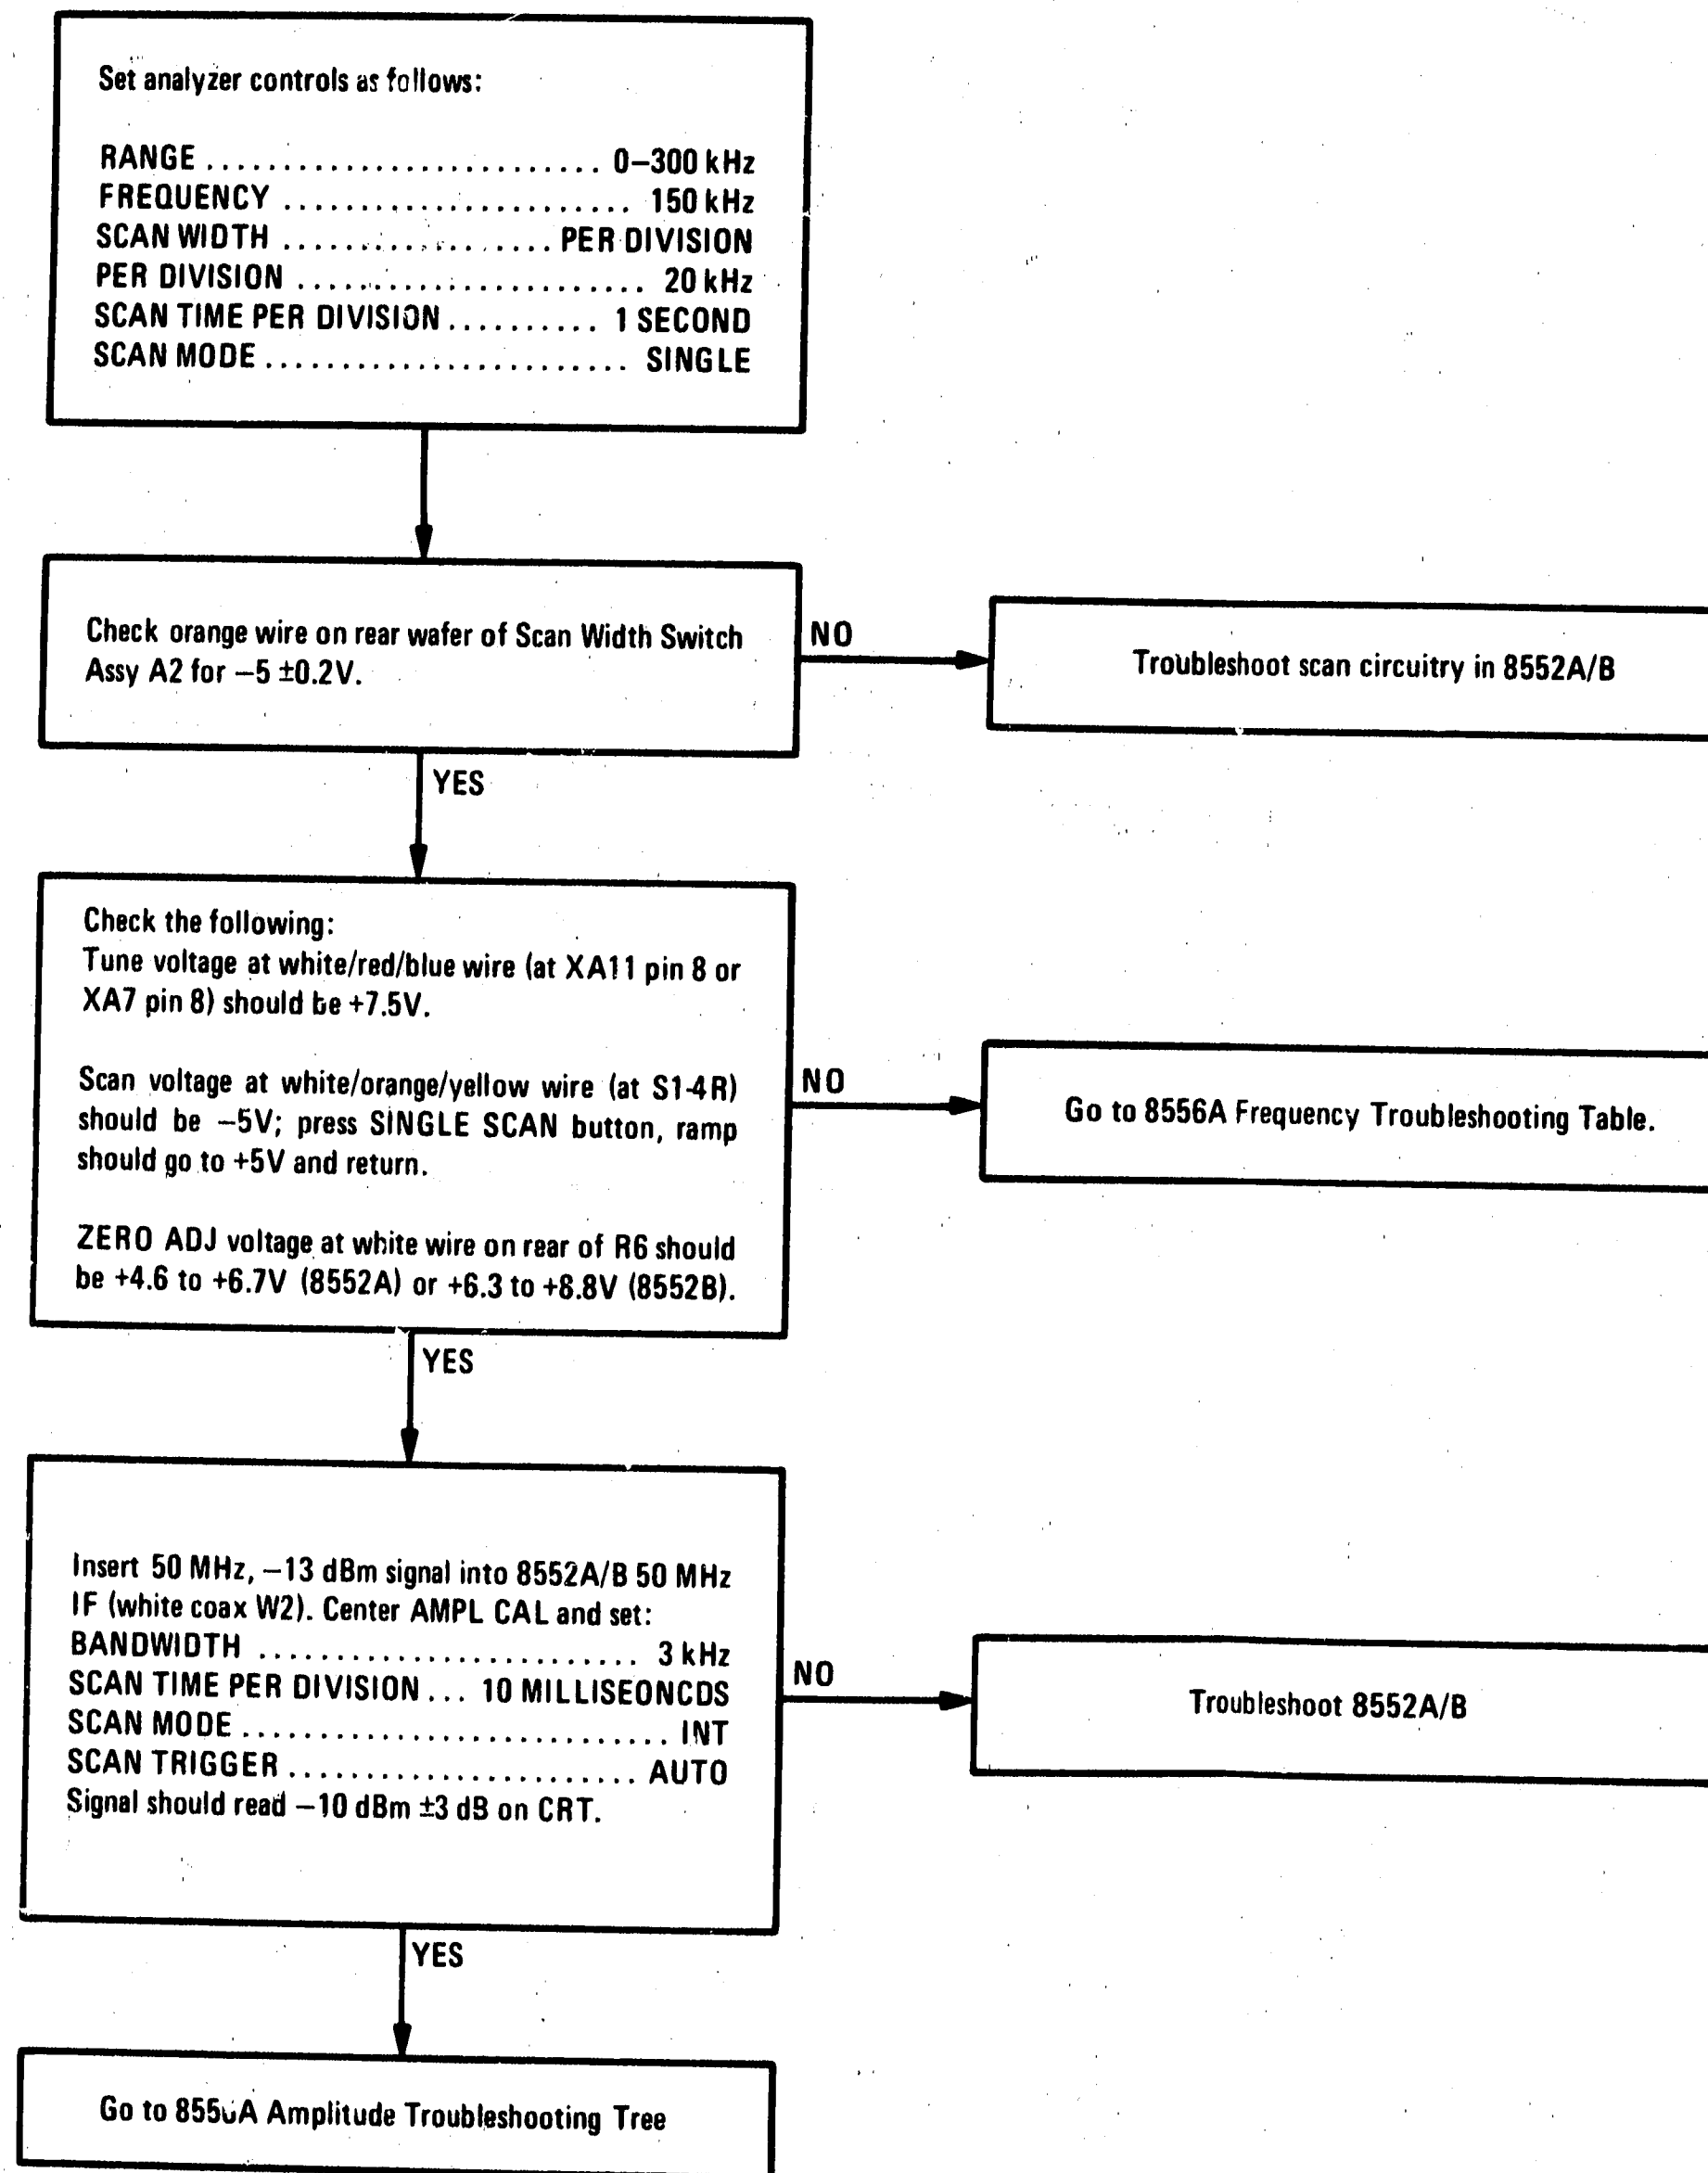 Set analyzer controls as follows:
RANGE .......................... 0–300 kHz
FREQUENCY ....................... 150 kHz
SCAN WIDTH .................. PER DIVISION
PER DIVISION ....................... 20 kHz
SCAN TIME PER DIVISION .......... 1 SECOND
SCAN MODE ........................ SINGLE
Check orange wire on rear wafer of Scan Width Switch
Assy A2 for –5 ±0.2V.
NO
Troubleshoot scan circuitry in 8552A/B
YES
Check the following:
Tune voltage at white/red/blue wire (at XA11 pin 8 or
XA7 pin 8) should be +7.5V.
Scan voltage at white/orange/yellow wire (at S1-4R)
should be –5V; press SINGLE SCAN button, ramp
should go to +5V and return.
ZERO ADJ voltage at white wire on rear of R6 should
be +4.6 to +6.7V (8552A) or +6.3 to +8.8V (8552B).
NO
Go to 8556A Frequency Troubleshooting Table.
YES
Insert 50 MHz, –13 dBm signal into 8552A/B 50 MHz
IF (white coax W2). Center AMPL CAL and set:
BANDWIDTH ......................... 3 kHz
SCAN TIME PER DIVISION ... 10 MILLISEONCDS
SCAN MODE ............................ INT
SCAN TRIGGER ....................... AUTO
Signal should read –10 dBm ±3 dB on CRT.
NO
Troubleshoot 8552A/B
YES
Go to Amplitude Troubleshooting Tree